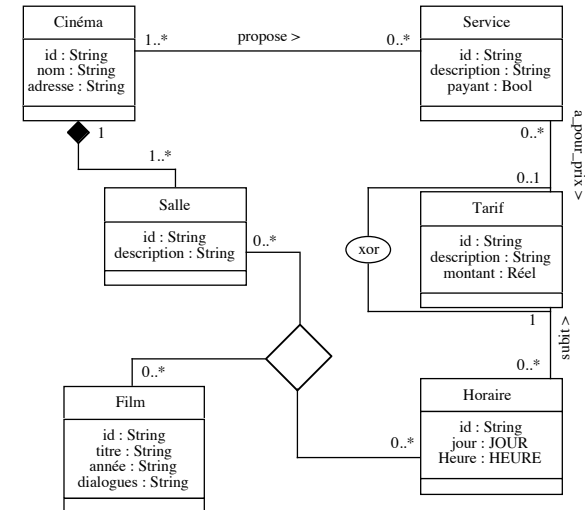 Cinéma
id : String
nom : String
adresse : String
1..*
propose >
0..*
Service
id : String
description : String
payant : Bool
1
1..*
0..*
a_pour_prix >
0..1
Salle
id : String
description : String
0..*
xor
Tarif
id : String
description : String
montant : Réel
1
subit >
0..*
0..*
Film
id : String
titre : String
année : String
dialogues : String
0..*
Horaire
id : String
jour : JOUR
Heure : HEURE